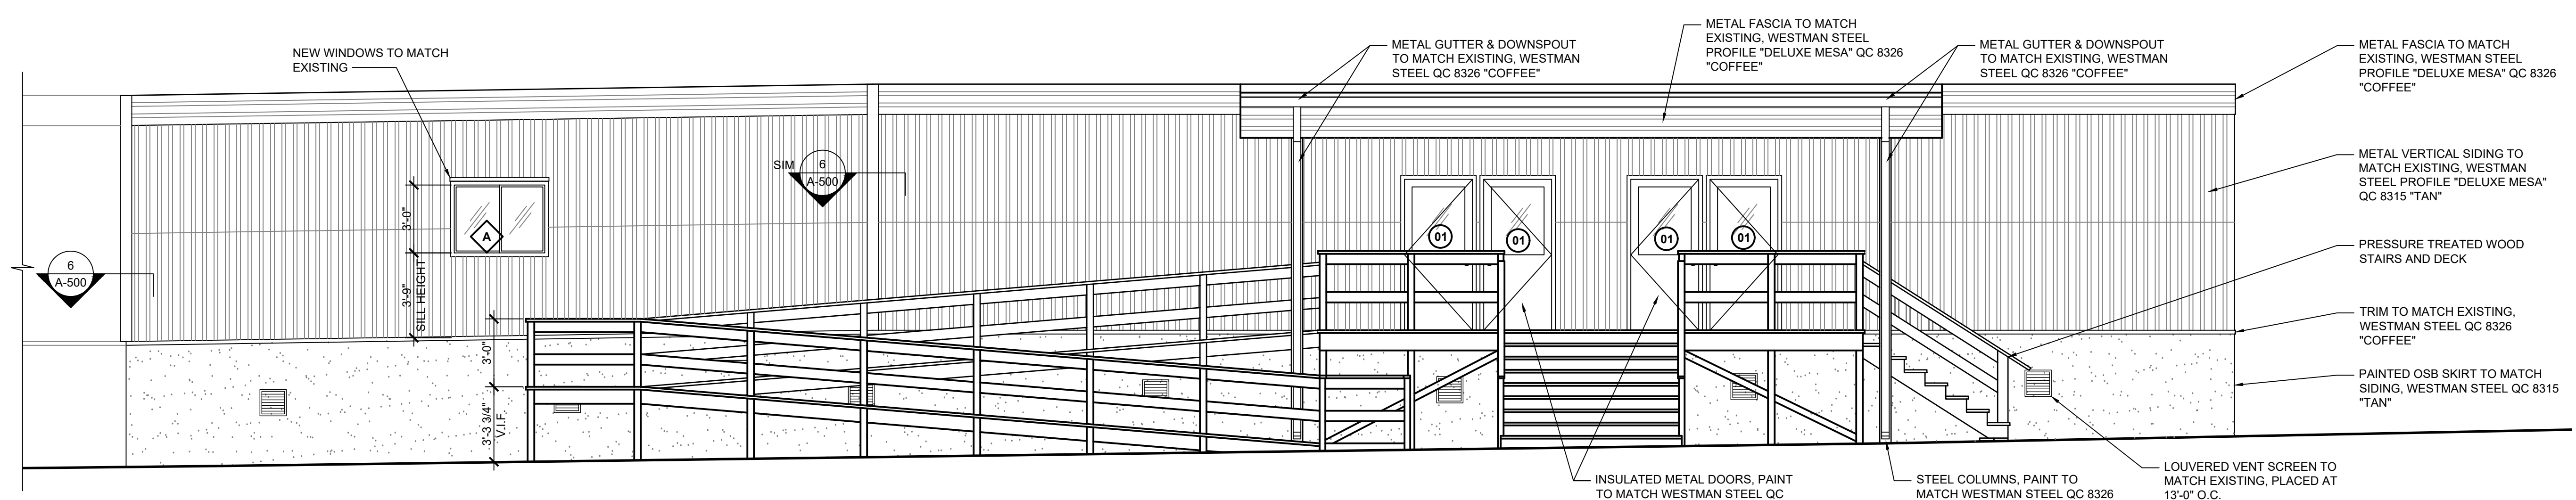 NEW WINDOWS TO MATCH
EXISTING
METAL GUTTER & DOWNSPOUT
TO MATCH EXISTING, WESTMAN
STEEL QC 8326 "COFFEE"
METAL FASCIA TO MATCH
EXISTING, WESTMAN STEEL
PROFILE "DELUXE MESA" QC 8326
"COFFEE"
METAL GUTTER & DOWNSPOUT
TO MATCH EXISTING, WESTMAN
STEEL QC 8326 "COFFEE"
METAL FASCIA TO MATCH
EXISTING, WESTMAN STEEL
PROFILE "DELUXE MESA" QC 8326
"COFFEE"
METAL VERTICAL SIDING TO
MATCH EXISTING, WESTMAN
STEEL PROFILE "DELUXE MESA"
QC 8315 "TAN"
PRESSURE TREATED WOOD
STAIRS AND DECK
TRIM TO MATCH EXISTING,
WESTMAN STEEL QC 8326
"COFFEE"
PAINTED OSB SKIRT TO MATCH
SIDING, WESTMAN STEEL QC 8315
"TAN"
LOUVERED VENT SCREEN TO
MATCH EXISTING, PLACED AT
13'-0" O.C.
STEEL COLUMNS, PAINT TO
MATCH WESTMAN STEEL QC 8326
INSULATED METAL DOORS, PAINT
TO MATCH WESTMAN STEEL QC
SIM
6
A-500
6
A-500
A
01
01
01
01
3'-0"
3'-9"
SILL HEIGHT
3'-0"
3'-3 3/4"
V.I.F.